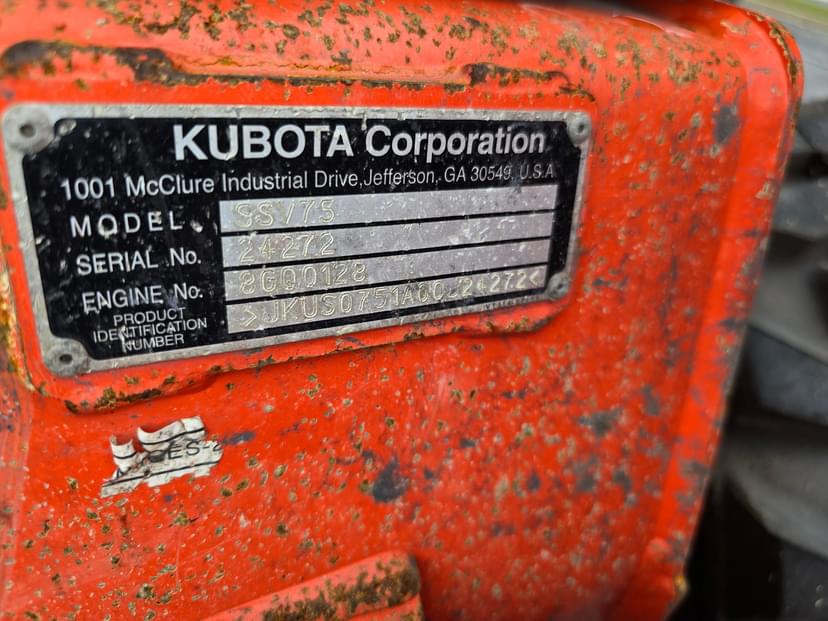 KUBOTA Corporation
1001 McClure Industrial Drive, Jefferson, GA 30549, U.S.A
MODEL SSV75
SERIAL No. 24272
ENGINE No. 8GQ0128
PRODUCT IDENTIFICATION NUMBER